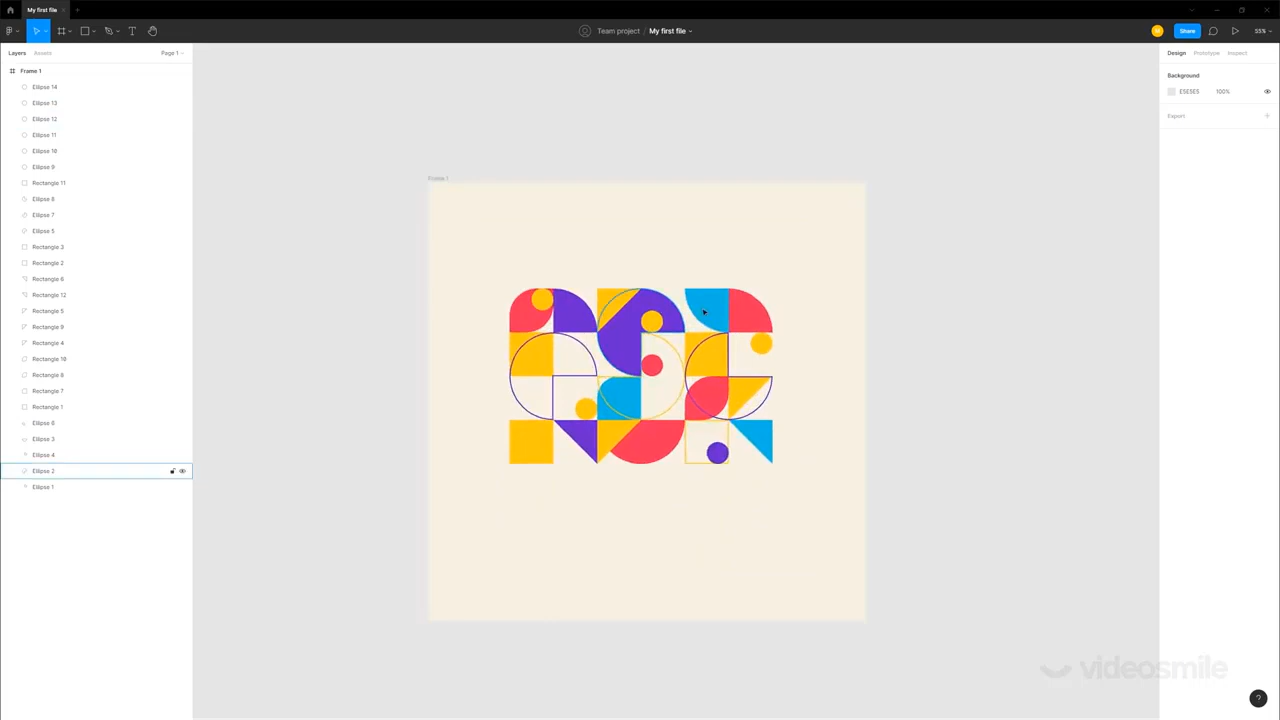 My first file
Team project / My first file
Share
55%
Layers
Assets
Page 1
Design
Prototype
Inspect
Frame 1
Background
E5E5E5
100%
Export
Ellipse 14
Ellipse 13
Ellipse 12
Ellipse 11
Ellipse 10
Ellipse 9
Rectangle 11
Ellipse 8
Ellipse 7
Ellipse 5
Rectangle 3
Rectangle 2
Rectangle 6
Rectangle 12
Rectangle 5
Rectangle 9
Rectangle 4
Rectangle 10
Rectangle 8
Rectangle 7
Rectangle 1
Ellipse 6
Ellipse 3
Ellipse 4
Ellipse 2
Ellipse 1
Frame 1
videosmile
?